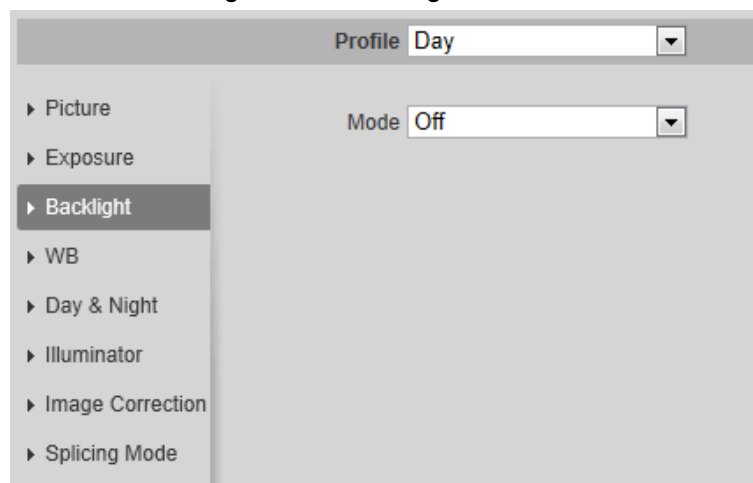 Profile Day
Picture
Mode Off
Exposure
Backlight
WB
Day & Night
Illuminator
Image Correction
Splicing Mode